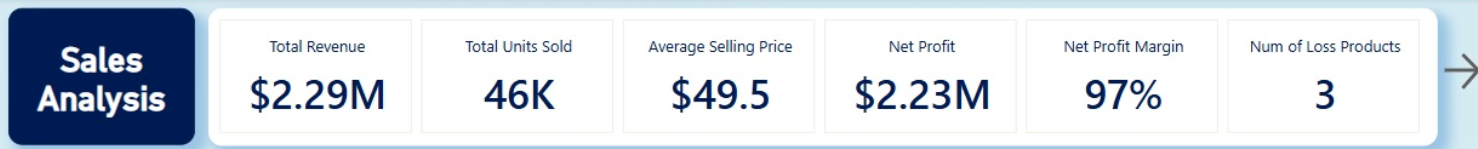 Sales
Analysis
Total Revenue
$2.29M
Total Units Sold
46K
Average Selling Price
$49.5
Net Profit
$2.23M
Net Profit Margin
97%
Num of Loss Products
3